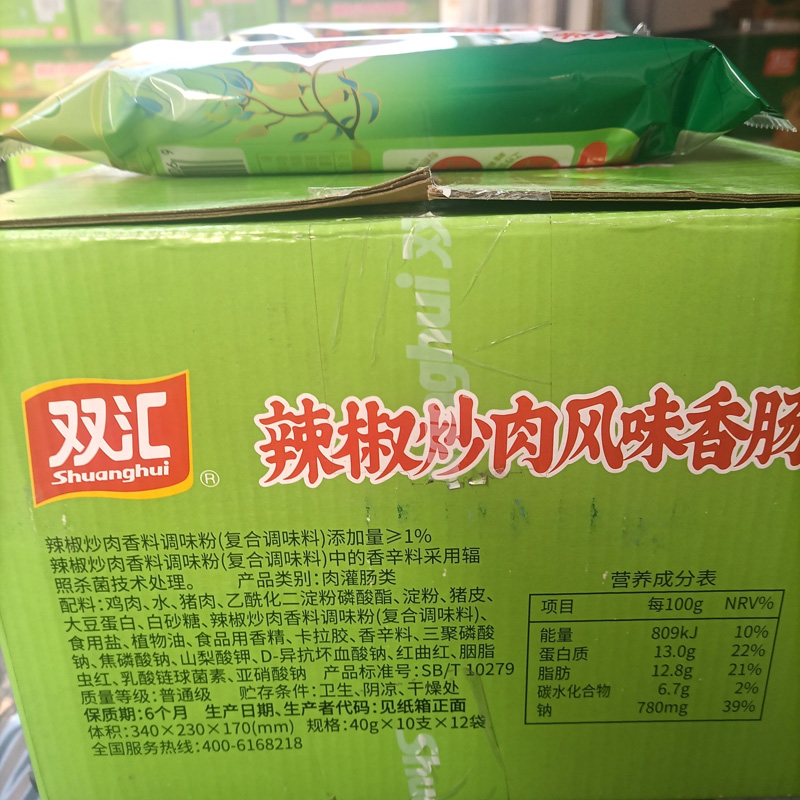 双汇
Shuanghui
®
辣椒炒肉风味香肠
辣椒炒肉香料调味粉(复合调味料)添加量≥1%
辣椒炒肉香料调味粉(复合调味料)中的香辛料采用辐
照杀菌技术处理。 产品类别:肉灌肠类
配料:鸡肉、水、猪肉、乙酰化二淀粉磷酸酯、淀粉、猪皮、
大豆蛋白、白砂糖、辣椒炒肉香料调味粉(复合调味料)、
食用盐、植物油、食品用香精、卡拉胶、香辛料、三聚磷酸
钠、焦磷酸钠、山梨酸钾、D-异抗坏血酸钠、红曲红、胭脂
虫红、乳酸链球菌素、亚硝酸钠 产品标准号:SB/T 10279
质量等级:普通级 贮存条件:卫生、阴凉、干燥处
保质期:6个月 生产日期、生产者代码:见纸箱正面
体积:340×230×170(mm) 规格:40g×10支×12袋
全国服务热线:400-6168218
营养成分表
项目 每100g NRV%
能量 809kJ 10%
蛋白质 13.0g 22%
脂肪 12.8g 21%
碳水化合物 6.7g 2%
钠 780mg 39%
Shuanghui 双